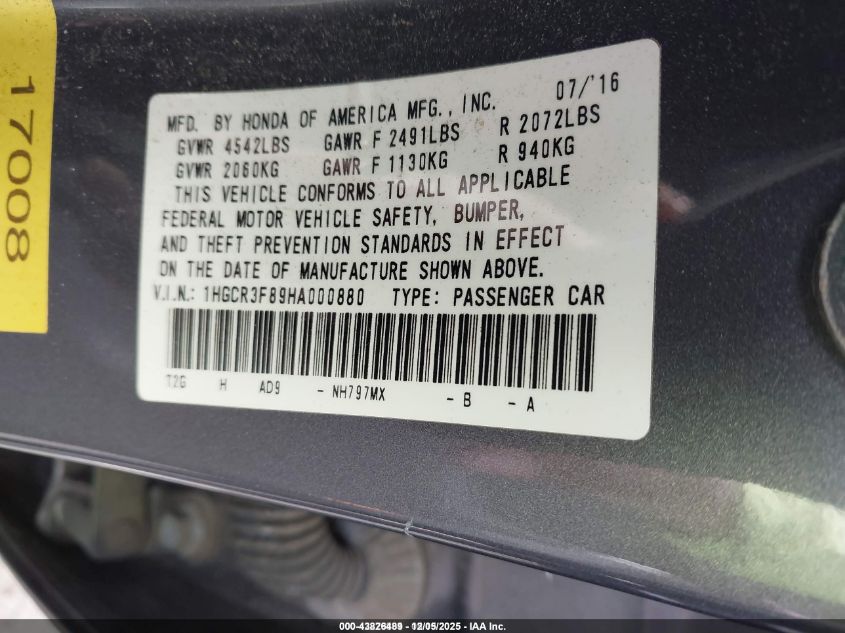 17008
07/'16
MFD. BY HONDA OF AMERICA MFG., INC.
GVWR 4542LBS GAWR F 2491LBS R 2072LBS
GVWR 2060KG GAWR F 1130KG R 940KG
THIS VEHICLE CONFORMS TO ALL APPLICABLE
FEDERAL MOTOR VEHICLE SAFETY, BUMPER,
AND THEFT PREVENTION STANDARDS IN EFFECT
ON THE DATE OF MANUFACTURE SHOWN ABOVE.
V.I.N.: 1HGCR3F89HA000880 TYPE: PASSENGER CAR
T2G H AD9 - NH797MX - B - A
000-43826489 - 12/05/2025 - IAA Inc.